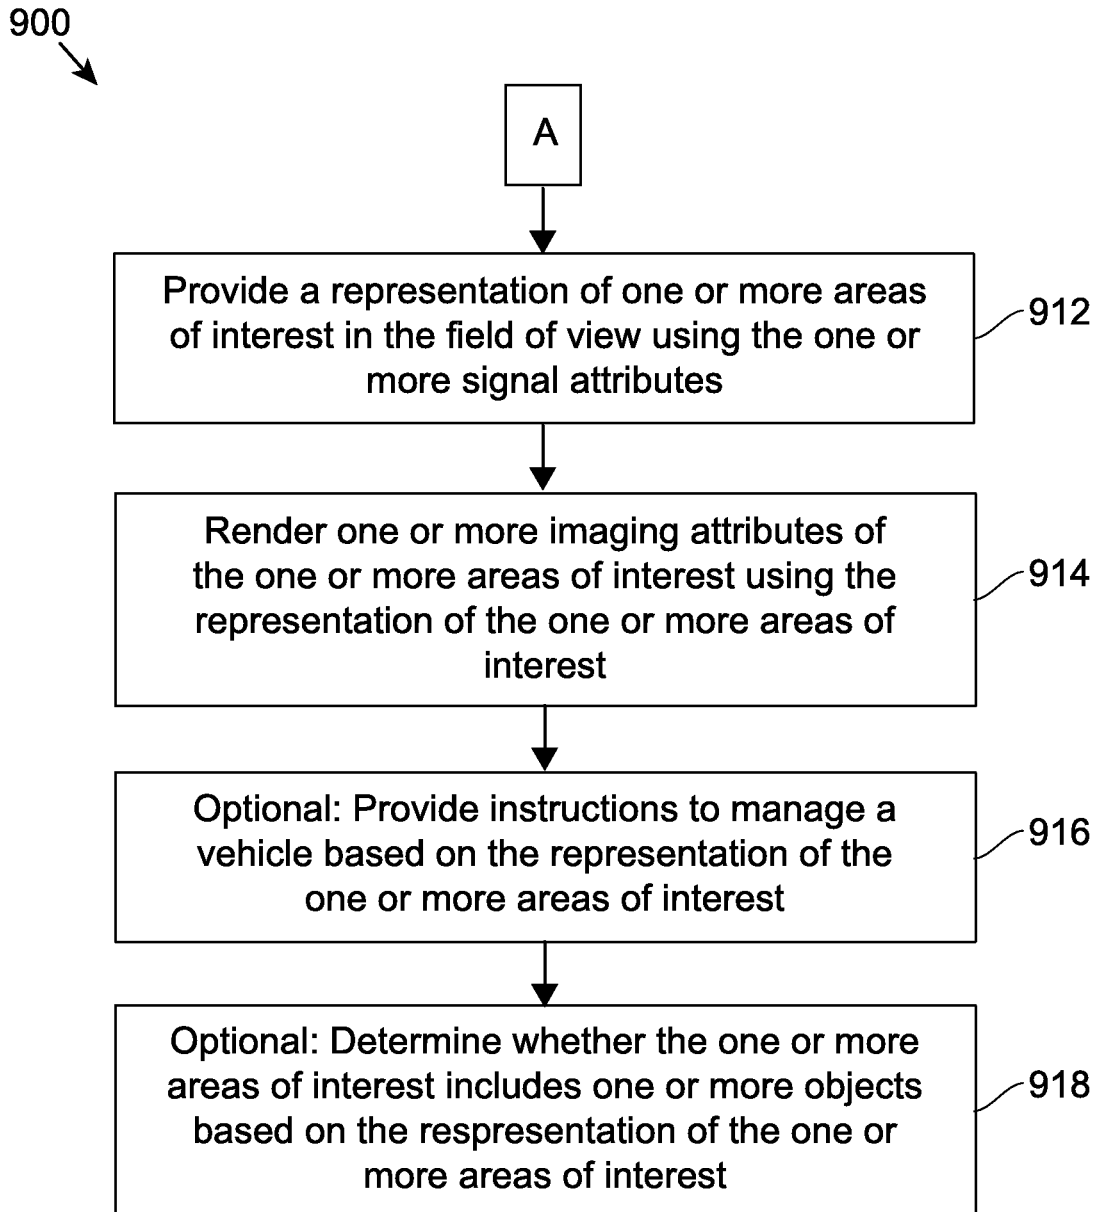 900
A
Provide a representation of one or more areas
of interest in the field of view using the one or
more signal attributes
912
Render one or more imaging attributes of
the one or more areas of interest using the
representation of the one or more areas of
interest
914
Optional: Provide instructions to manage a
vehicle based on the representation of the
one or more areas of interest
916
Optional: Determine whether the one or more
areas of interest includes one or more objects
based on the respresentation of the one or
more areas of interest
918